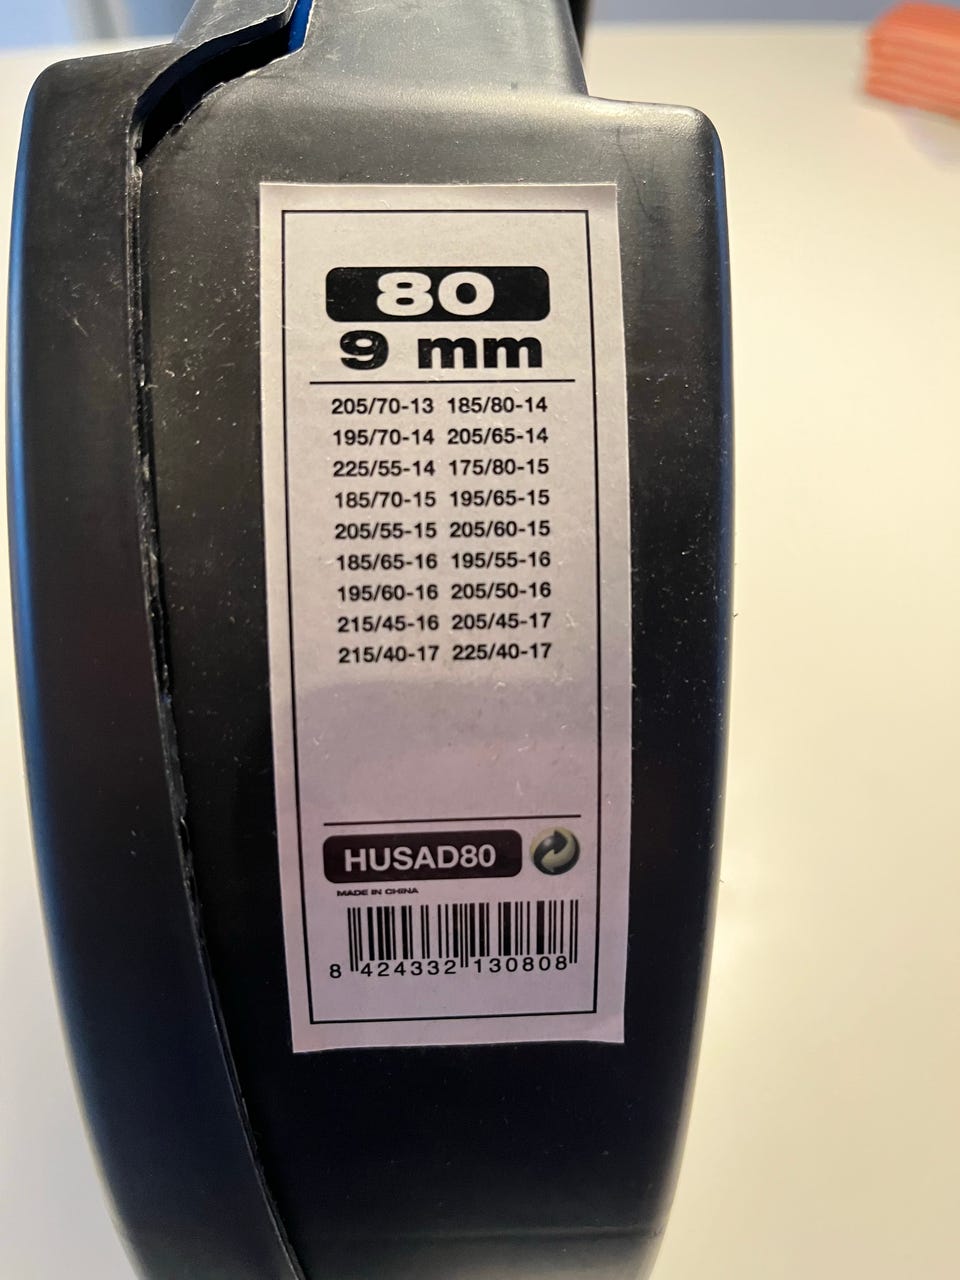 80
9 mm
205/70-13 185/80-14
195/70-14 205/65-14
225/55-14 175/80-15
185/70-15 195/65-15
205/55-15 205/60-15
185/65-16 195/55-16
195/60-16 205/50-16
215/45-16 205/45-17
215/40-17 225/40-17
HUSAD80
MADE IN CHINA
8 424332 130808